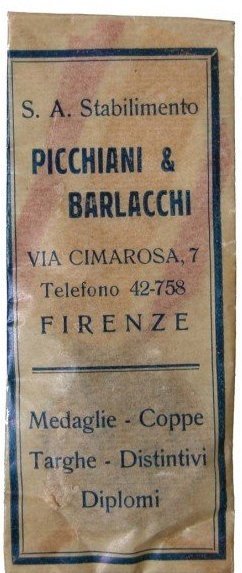 S. A. Stabilimento
PICCHIANI &
BARLACCHI
VIA CIMAROSA, 7
Telefono 42-758
FIRENZE
Medaglie - Coppe
Targhe - Distintivi
Diplomi